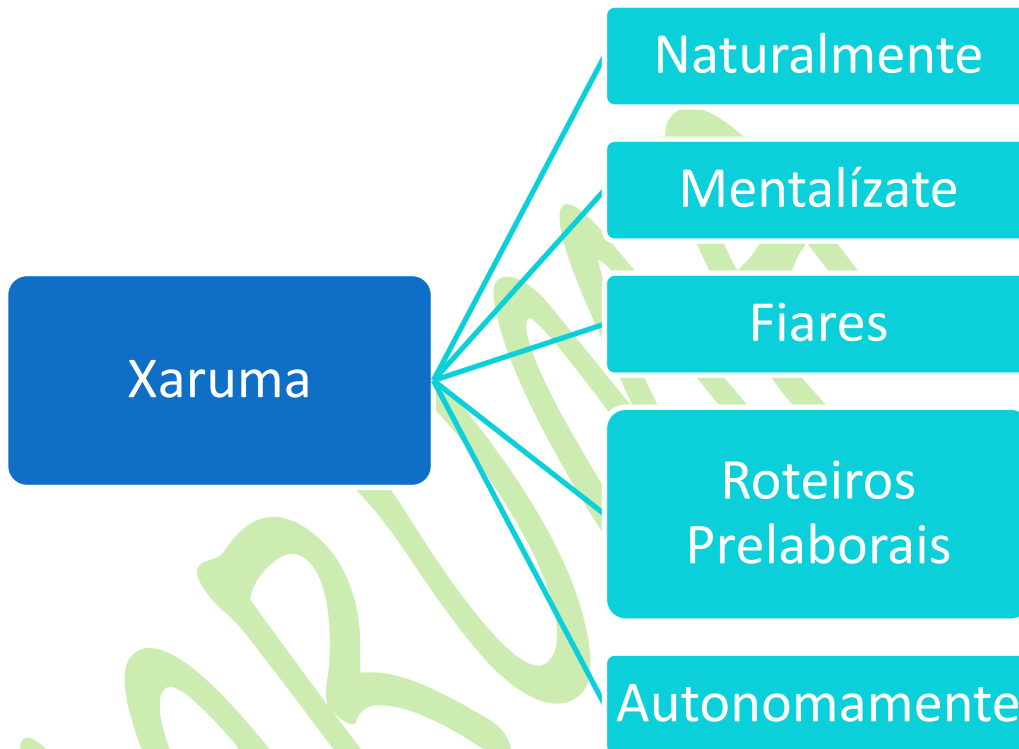 Naturalmente
Mentalízate
Fiares
Xaruma
Roteiros
Prelaborais
Autonomamente